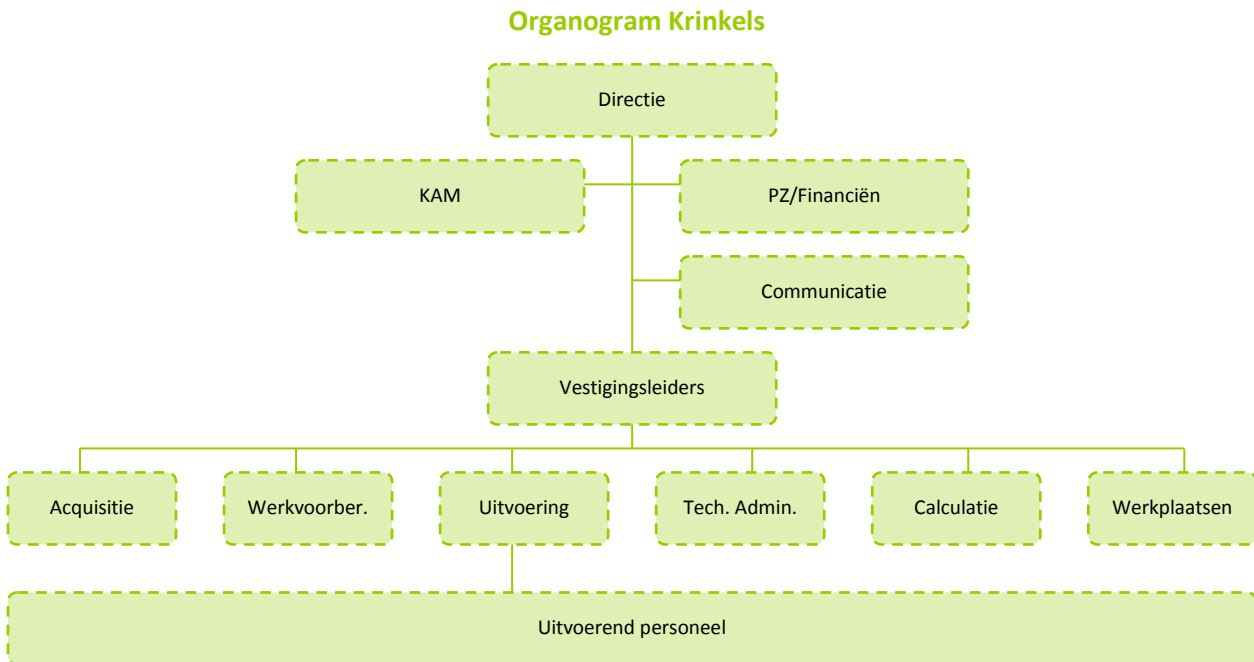 Organogram Krinkels
Directie
KAM
PZ/Financiën
Communicatie
Vestigingsleiders
Acquisitie
Werkvoorber.
Uitvoering
Tech. Admin.
Calculatie
Werkplaatsen
Uitvoerend personeel